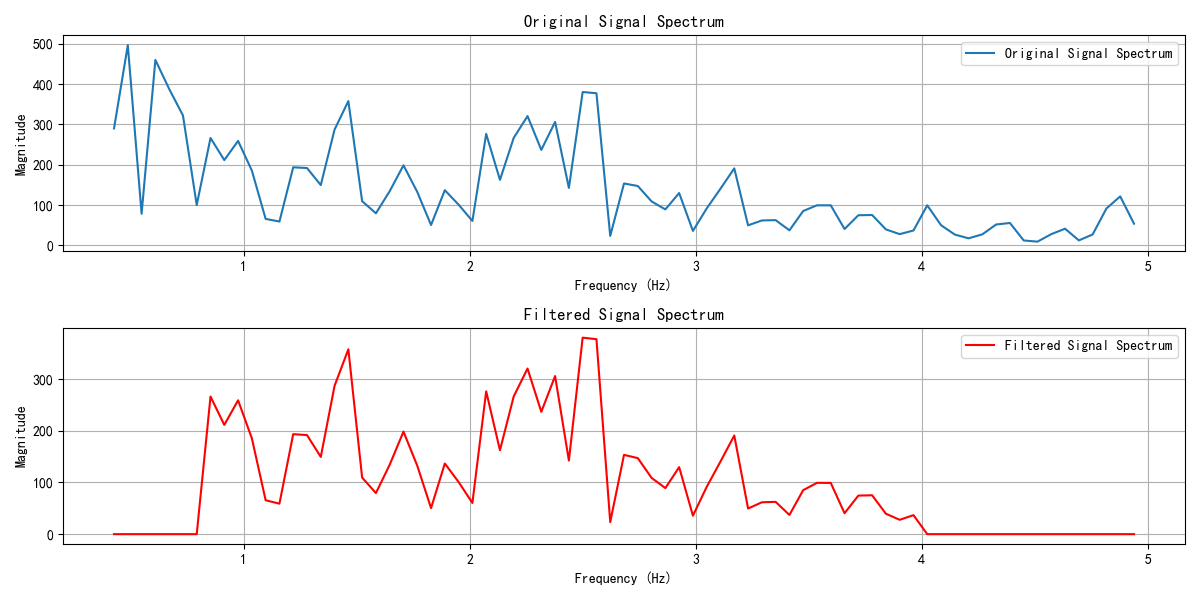 Original Signal Spectrum
Original Signal Spectrum
500
400
300
200
100
0
Magnitude
1 2 3 4 5
Frequency (Hz)
Filtered Signal Spectrum
Filtered Signal Spectrum
300
200
100
0
Magnitude
1 2 3 4 5
Frequency (Hz)